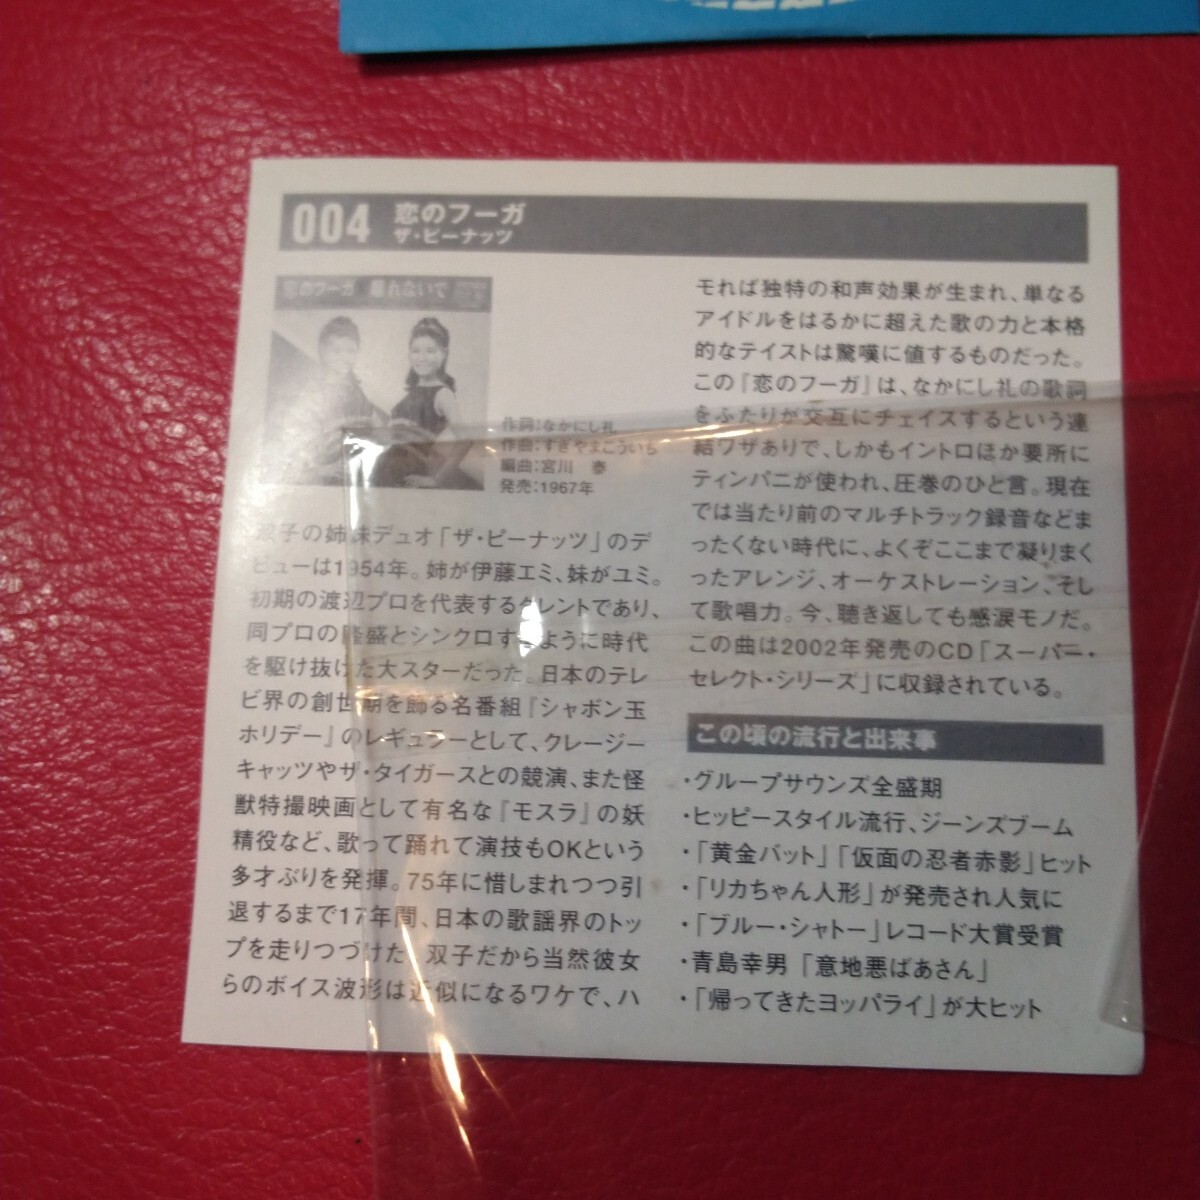 004 恋のフーガ
ザ・ピーナッツ
恋のフーガ 離れないで
作詞:なかにし礼
作曲:すぎやまこういち
編曲:宮川 泰
発売:1967年
双子の姉妹デュオ「ザ・ピーナッツ」のデ
ビューは1954年。姉が伊藤エミ、妹がユミ。
初期の渡辺プロを代表するタレントであり、
同プロの隆盛とシンクロするように時代
を駆け抜けた大スターだった。日本のテレ
ビ界の創世期を飾る名番組『シャボン玉
ホリデー』のレギュラーとして、クレージー
キャッツやザ・タイガースとの競演、また怪
獣特撮映画として有名な『モスラ』の妖
精役など、歌って踊れて演技もOKという
多才ぶりを発揮。75年に惜しまれつつ引
退するまで17年間、日本の歌謡界のトッ
プを走りつづけた。双子だから当然彼女
らのボイス波形は近似になるワケで、ハ
モれば独特の和声効果が生まれ、単なる
アイドルをはるかに超えた歌の力と本格
的なテイストは驚嘆に値するものだった。
この『恋のフーガ』は、なかにし礼の歌詞
をふたりが交互にチェイスするという連
結ワザありで、しかもイントロほか要所に
ティンパニが使われ、圧巻のひと言。現在
では当たり前のマルチトラック録音などま
ったくない時代に、よくぞここまで凝りまく
ったアレンジ、オーケストレーション、そし
て歌唱力。今、聴き返しても感涙モノだ。
この曲は2002年発売のCD「スーパー・
セレクト・シリーズ」に収録されている。
この頃の流行と出来事
・グループサウンズ全盛期
・ヒッピースタイル流行、ジーンズブーム
・「黄金バット」「仮面の忍者赤影」ヒット
・「リカちゃん人形」が発売され人気に
・「ブルー・シャトー」レコード大賞受賞
・青島幸男「意地悪ばあさん」
・「帰ってきたヨッパライ」が大ヒット